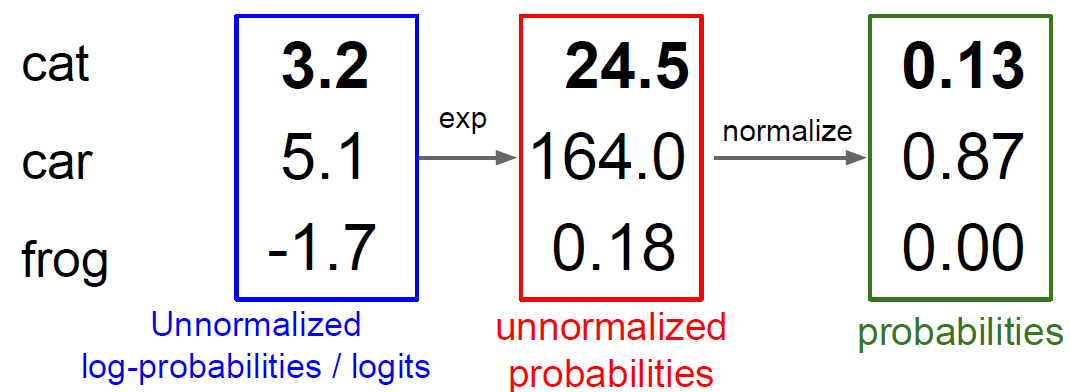 cat 3.2 24.5 0.13
exp normalize
car 5.1 164.0 0.87
frog -1.7 0.18 0.00
Unnormalized
log-probabilities / logits
unnormalized
probabilities
probabilities